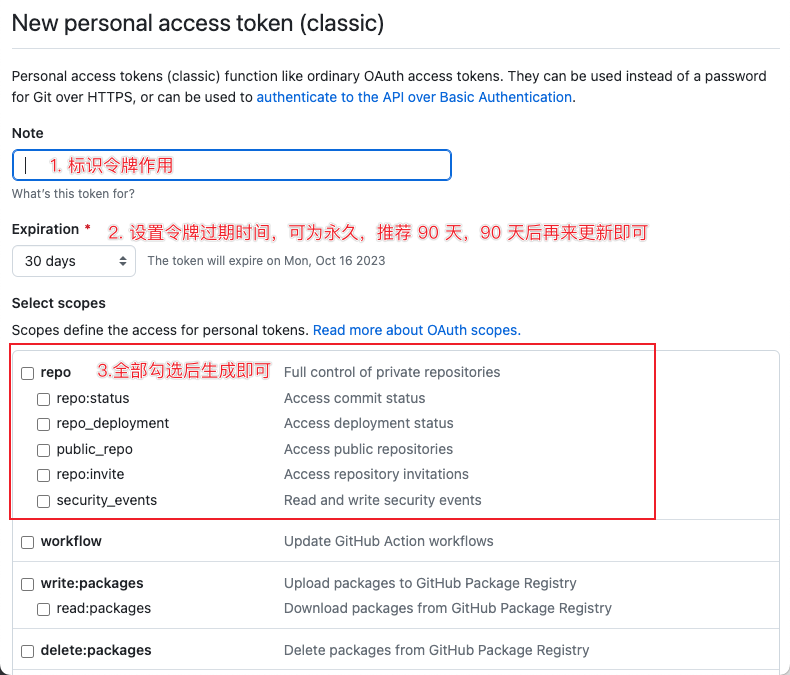 New personal access token (classic)
Personal access tokens (classic) function like ordinary OAuth access tokens. They can be used instead of a password
for Git over HTTPS, or can be used to authenticate to the API over Basic Authentication.
Note
1. 标识令牌作用
What's this token for?
Expiration * 2. 设置令牌过期时间，可为永久，推荐 90 天，90 天后再来更新即可
30 days The token will expire on Mon, Oct 16 2023
Select scopes
Scopes define the access for personal tokens. Read more about OAuth scopes.
repo 3.全部勾选后生成即可 Full control of private repositories
repo:status Access commit status
repo_deployment Access deployment status
public_repo Access public repositories
repo:invite Access repository invitations
security_events Read and write security events
workflow Update GitHub Action workflows
write:packages Upload packages to GitHub Package Registry
read:packages Download packages from GitHub Package Registry
delete:packages Delete packages from GitHub Package Registry